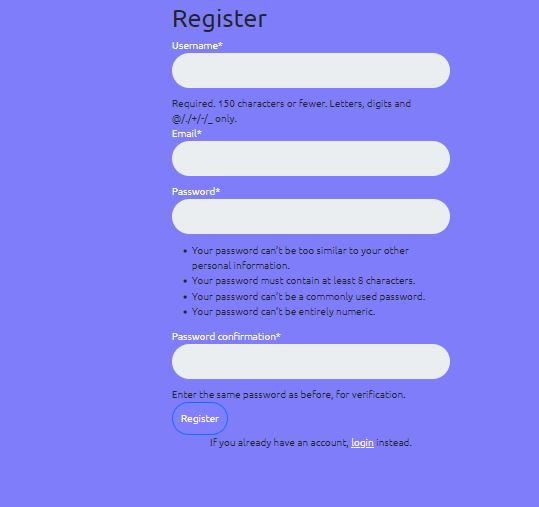 Register
Username*
Required. 150 characters or fewer. Letters, digits and
@/./+/-/_ only.
Email*
Password*
• Your password can't be too similar to your other
personal information.
• Your password must contain at least 8 characters.
• Your password can't be a commonly used password.
• Your password can't be entirely numeric.
Password confirmation*
Enter the same password as before, for verification.
Register
If you already have an account, login instead.